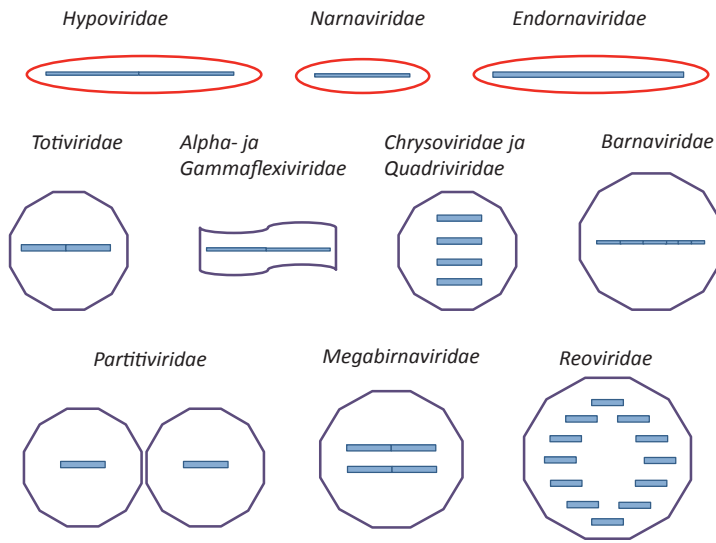 Hypoviridae
Narnaviridae
Endornaviridae
Totiviridae
Alpha- ja
Gammaflexiviridae
Chrysoviridae ja
Quadriviridae
Barnaviridae
Partitiviridae
Megabirnaviridae
Reoviridae